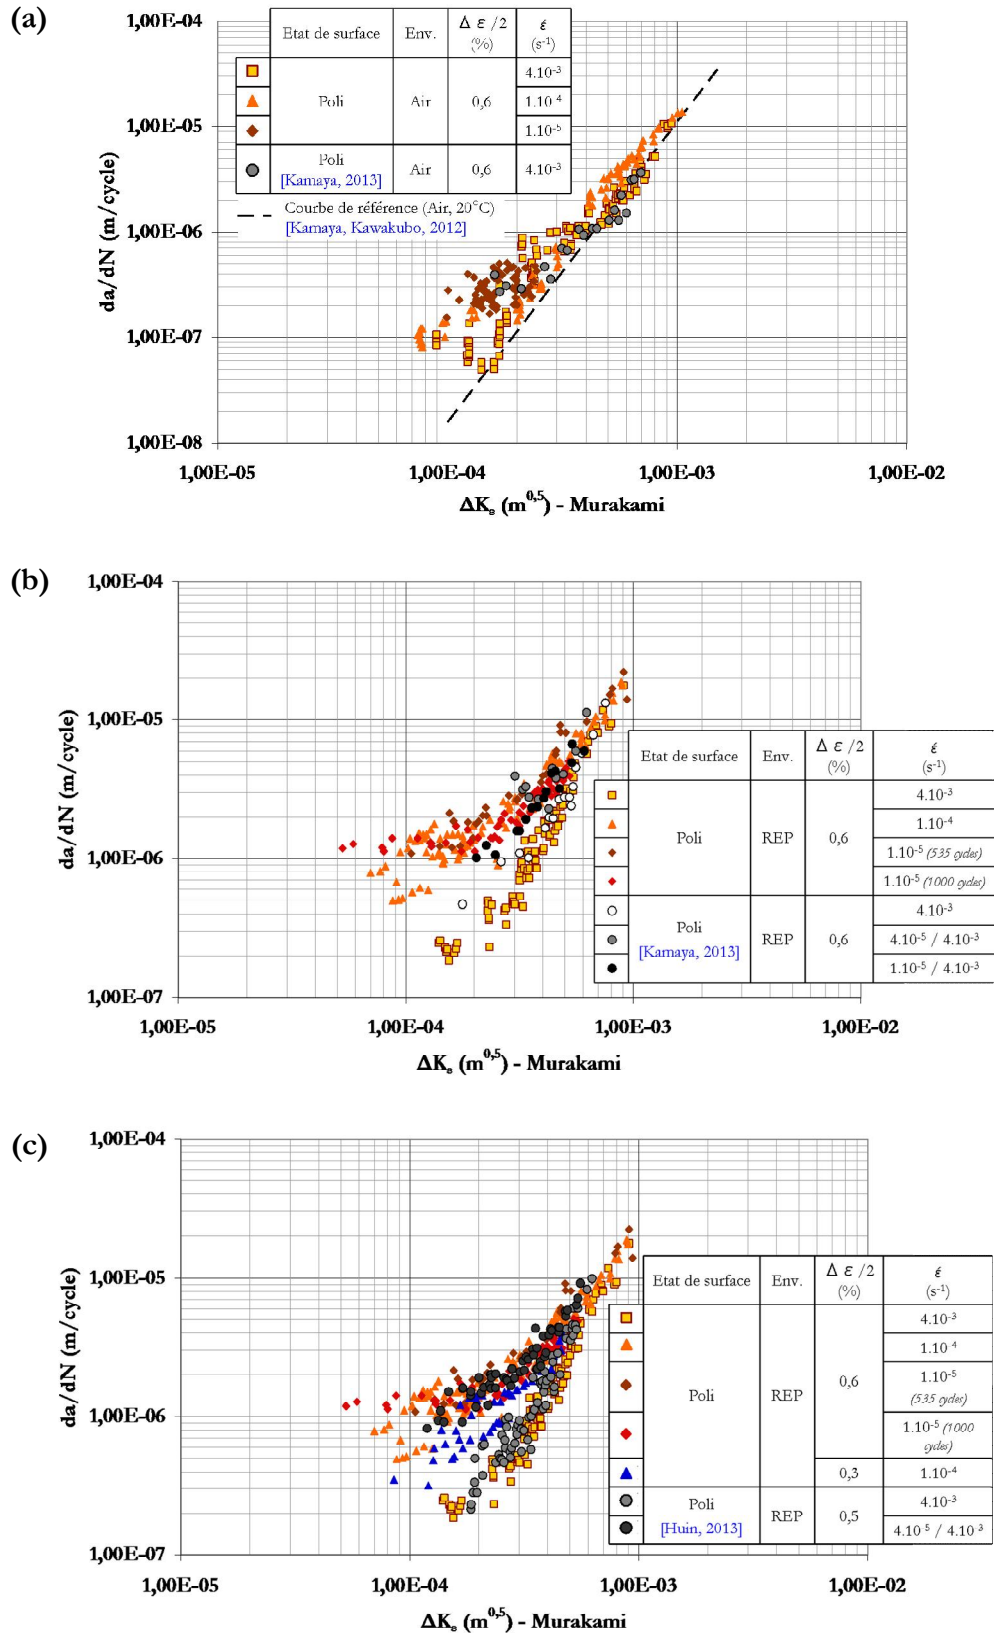 (a)
1,00E-04
1,00E-05
1,00E-06
1,00E-07
1,00E-08
da/dN (m/cycle)
Etat de surface Env. Δ ε /2 (%) ε̇ (s⁻¹)
Poli Air 0,6 4.10⁻³
1.10⁻⁴
1.10⁻⁵
Poli [Kamaya, 2013] Air 0,6 4.10⁻³
Courbe de référence (Air, 20°C)
[Kamaya, Kawakubo, 2012]
1,00E-05 1,00E-04 1,00E-03 1,00E-02
ΔKₑ (m⁰,⁵) - Murakami
(b)
1,00E-04
1,00E-05
1,00E-06
1,00E-07
da/dN (m/cycle)
Etat de surface Env. Δ ε /2 (%) ε̇ (s⁻¹)
Poli REP 0,6 4.10⁻³
1.10⁻⁴
1.10⁻⁵ (535 cycles)
1.10⁻⁵ (1000 cycles)
Poli [Kamaya, 2013] REP 0,6 4.10⁻³
4.10⁻⁵ / 4.10⁻³
1.10⁻⁵ / 4.10⁻³
1,00E-05 1,00E-04 1,00E-03 1,00E-02
ΔKₑ (m⁰,⁵) - Murakami
(c)
1,00E-04
1,00E-05
1,00E-06
1,00E-07
da/dN (m/cycle)
Etat de surface Env. Δ ε /2 (%) ε̇ (s⁻¹)
Poli REP 0,6 4.10⁻³
1.10⁻⁴
1.10⁻⁵ (535 cycles)
1.10⁻⁵ (1000 cycles)
0,3 1.10⁻⁴
Poli [Huin, 2013] REP 0,5 4.10⁻³
4.10⁻⁵ / 4.10⁻³
1,00E-05 1,00E-04 1,00E-03 1,00E-02
ΔKₑ (m⁰,⁵) - Murakami